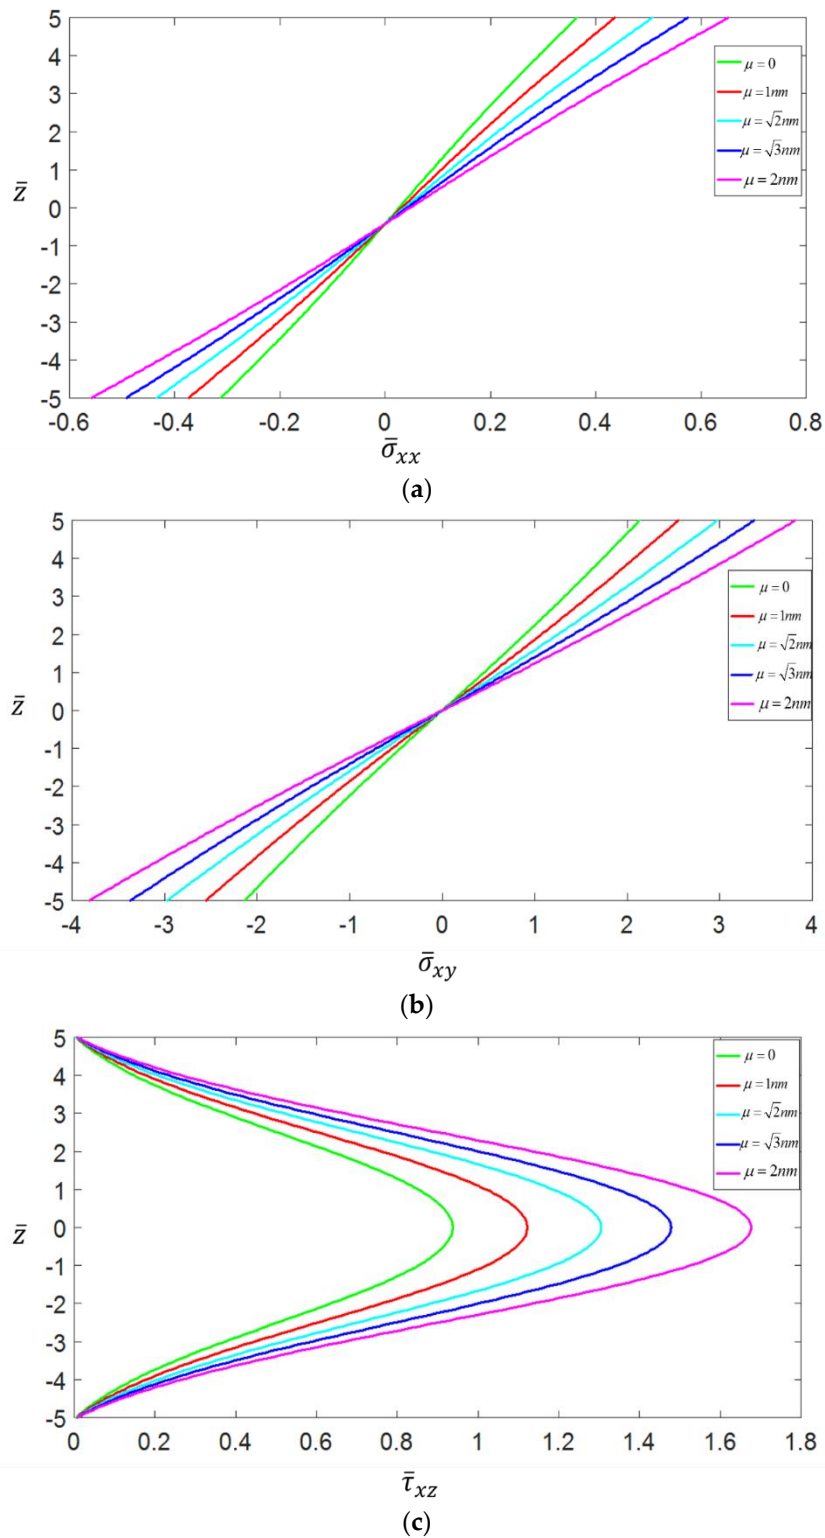 5
4
3
2
1
0
-1
-2
-3
-4
-5
z̄
-0.6 -0.4 -0.2 0 0.2 0.4 0.6 0.8
σ̄xx
μ = 0
μ =1nm
μ = √2nm
μ = √3nm
μ = 2nm
(a)
5
4
3
2
1
0
-1
-2
-3
-4
-5
z̄
-4 -3 -2 -1 0 1 2 3 4
σ̄xy
μ = 0
μ =1nm
μ = √2nm
μ = √3nm
μ = 2nm
(b)
5
4
3
2
1
0
-1
-2
-3
-4
-5
z̄
0 0.2 0.4 0.6 0.8 1 1.2 1.4 1.6 1.8
τ̄xz
μ = 0
μ =1nm
μ = √2nm
μ = √3nm
μ = 2nm
(c)